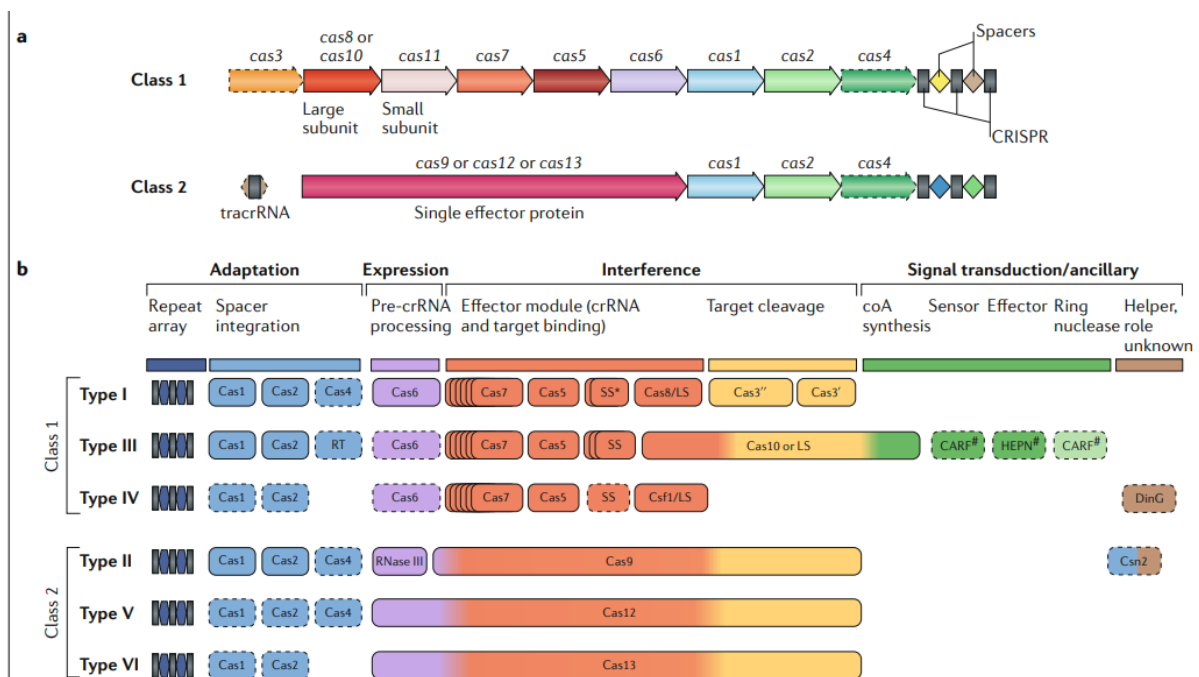 a
Spacers
cas8 or
cas3 cas10 cas11 cas7 cas5 cas6 cas1 cas2 cas4
Class 1
Large Small
subunit subunit
CRISPR
cas9 or cas12 or cas13 cas1 cas2 cas4
Class 2
tracrRNA Single effector protein
b
Adaptation Expression Interference Signal transduction/ancillary
Repeat Spacer Pre-crRNA Effector module (crRNA Target cleavage coA Sensor Effector Ring Helper,
array integration processing and target binding) synthesis nuclease role
unknown
Class 1
Type I Cas1 Cas2 Cas4 Cas6 Cas7 Cas5 SS* Cas8/LS Cas3′′ Cas3′
Type III Cas1 Cas2 RT Cas6 Cas7 Cas5 SS Cas10 or LS CARF# HEPN# CARF#
Type IV Cas1 Cas2 Cas6 Cas7 Cas5 SS Csf1/LS DinG
Class 2
Type II Cas1 Cas2 Cas4 RNase III Cas9 Csn2
Type V Cas1 Cas2 Cas4 Cas12
Type VI Cas1 Cas2 Cas13